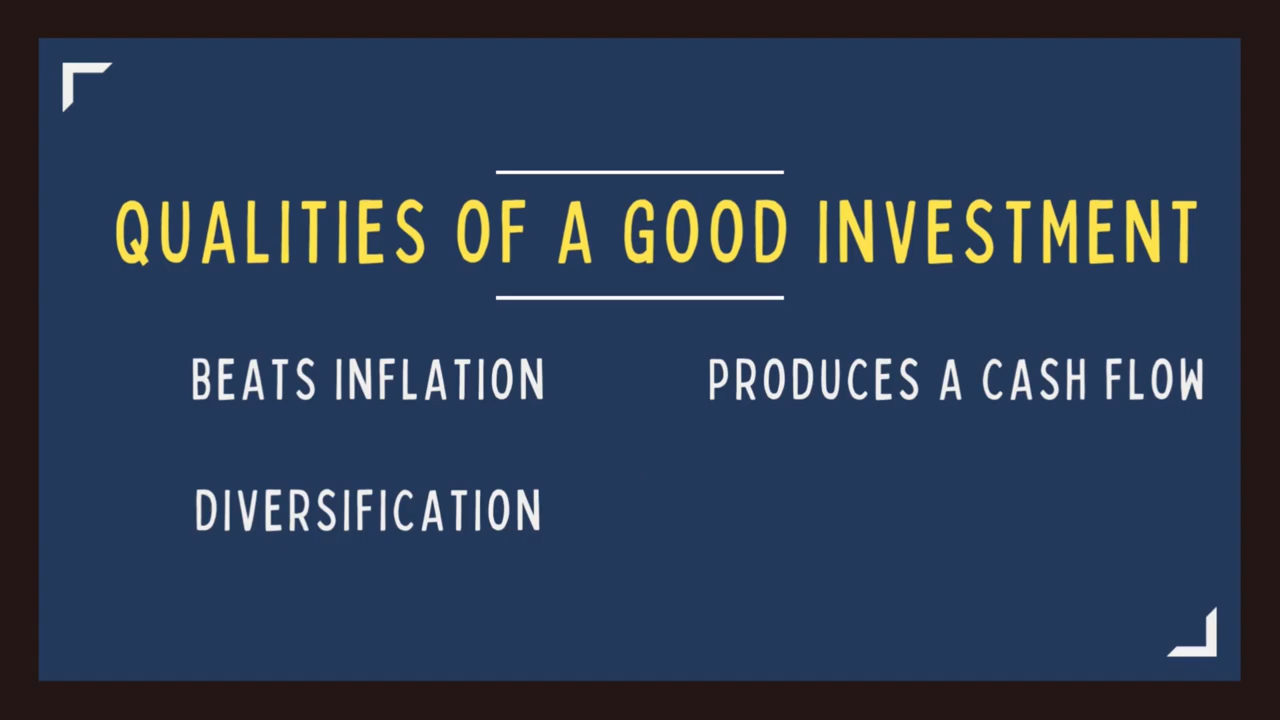 QUALITIES OF A GOOD INVESTMENT
BEATS INFLATION
PRODUCES A CASH FLOW
DIVERSIFICATION